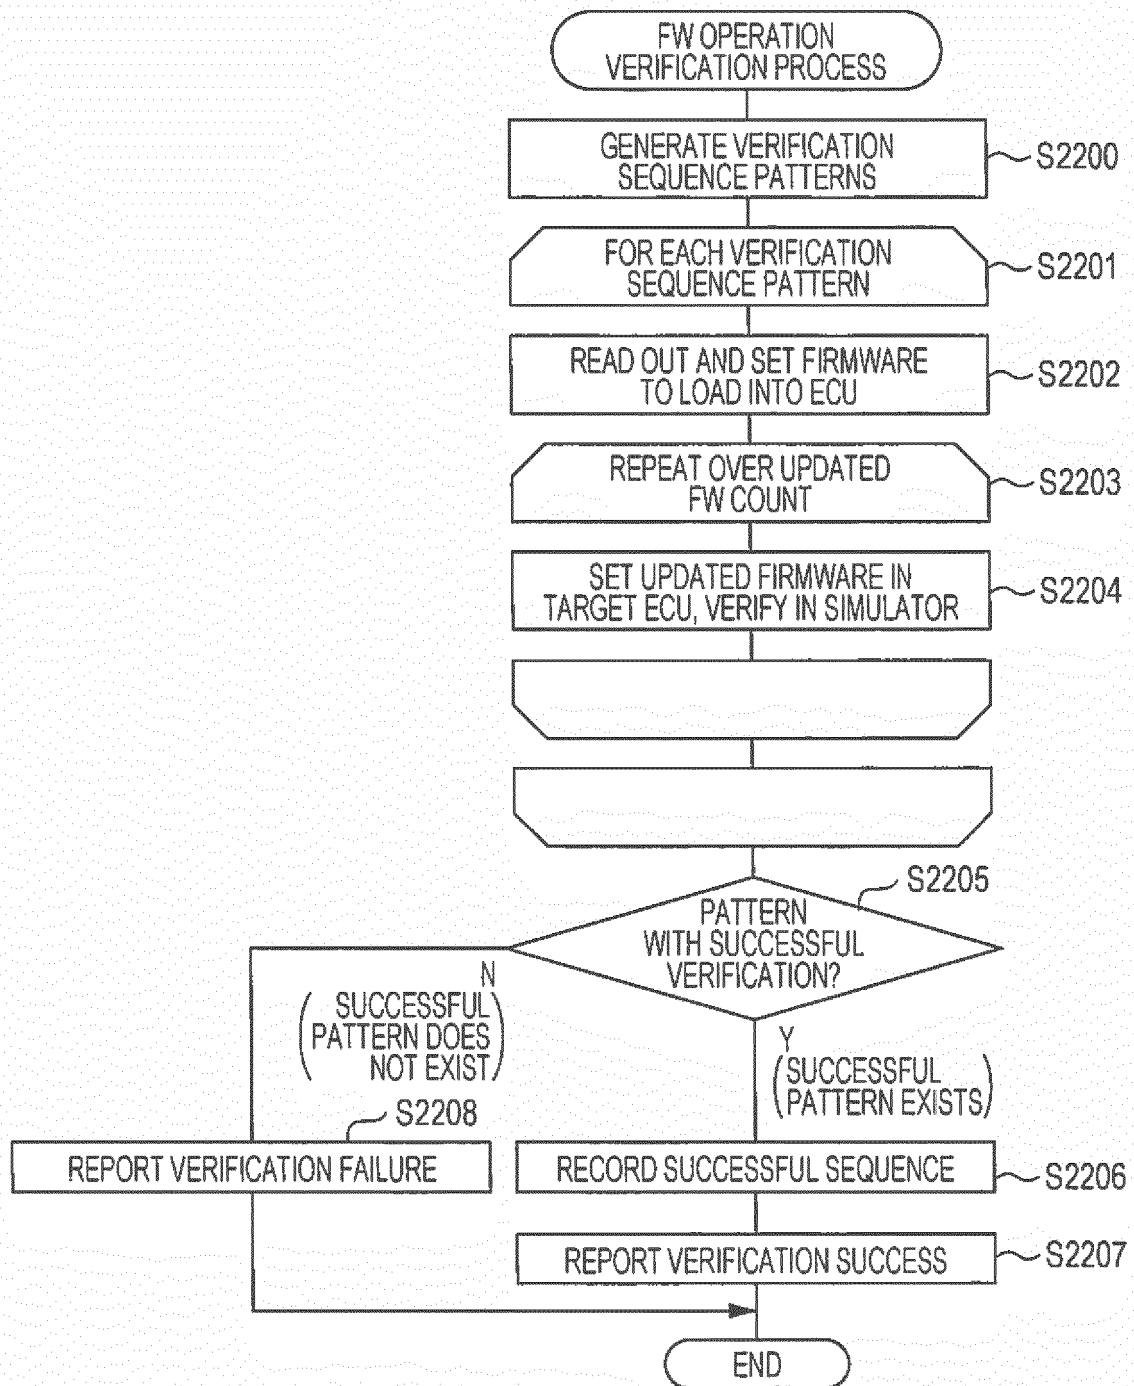 FW OPERATION
VERIFICATION PROCESS
GENERATE VERIFICATION
SEQUENCE PATTERNS
S2200
FOR EACH VERIFICATION
SEQUENCE PATTERN
S2201
READ OUT AND SET FIRMWARE
TO LOAD INTO ECU
S2202
REPEAT OVER UPDATED
FW COUNT
S2203
SET UPDATED FIRMWARE IN
TARGET ECU, VERIFY IN SIMULATOR
S2204
S2205
PATTERN
WITH SUCCESSFUL
VERIFICATION?
N
(SUCCESSFUL
PATTERN DOES
NOT EXIST)
Y
(SUCCESSFUL
PATTERN EXISTS)
S2208
REPORT VERIFICATION FAILURE
RECORD SUCCESSFUL SEQUENCE
S2206
REPORT VERIFICATION SUCCESS
S2207
END